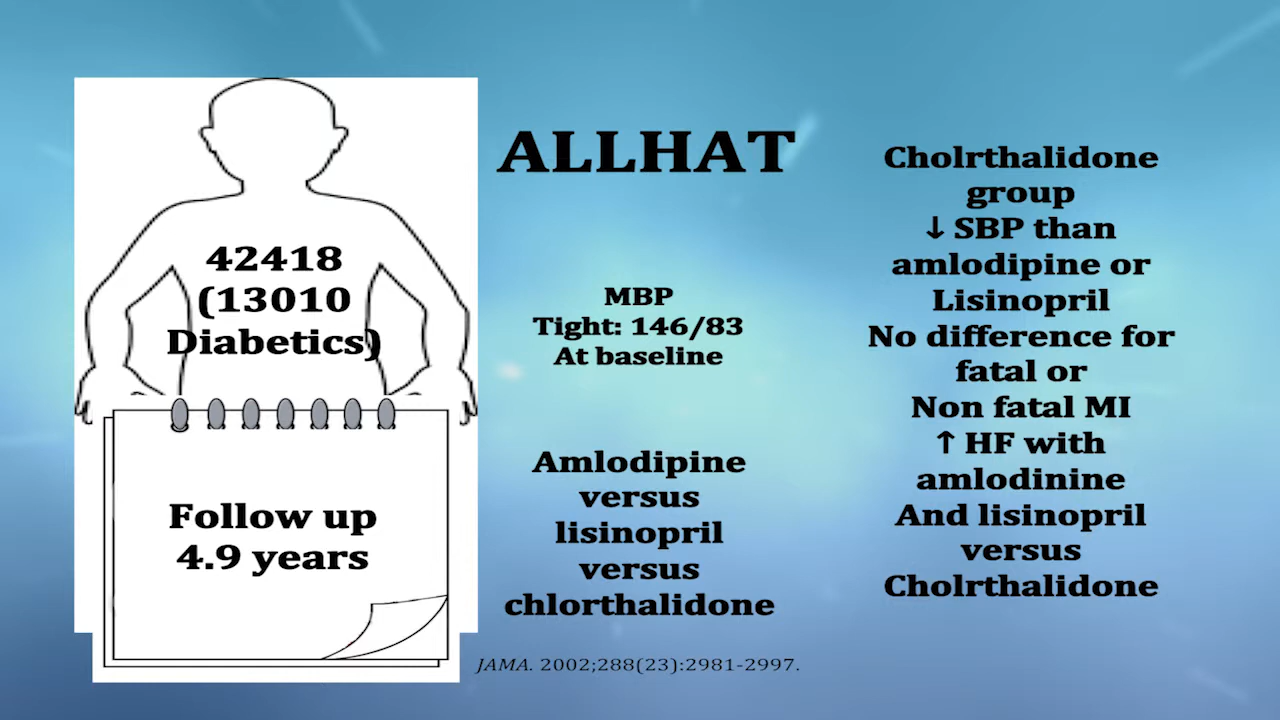 42418
(13010
Diabetics)
Follow up
4.9 years
ALLHAT
MBP
Tight: 146/83
At baseline
Amlodipine
versus
lisinopril
versus
chlorthalidone
JAMA. 2002;288(23):2981-2997.
Cholrthalidone
group
↓ SBP than
amlodipine or
Lisinopril
No difference for
fatal or
Non fatal MI
↑ HF with
amlodinine
And lisinopril
versus
Cholrthalidone